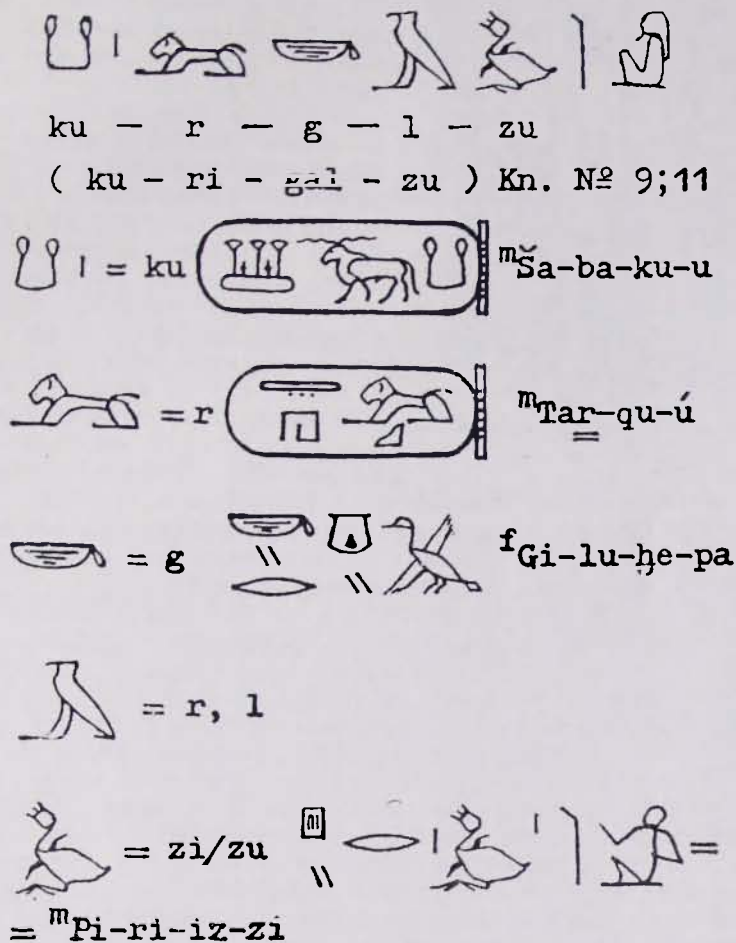 ku — r — g — l — zu
( ku — ri — gal — zu ) Kn. № 9;11
= ku ᵐŠa-ba-ku-u
= r ᵐTar-qu-ú
= g ᶠGi-lu-ḫe-pa
= r, l
= zi/zu =
= ᵐPi-ri-iz-zi